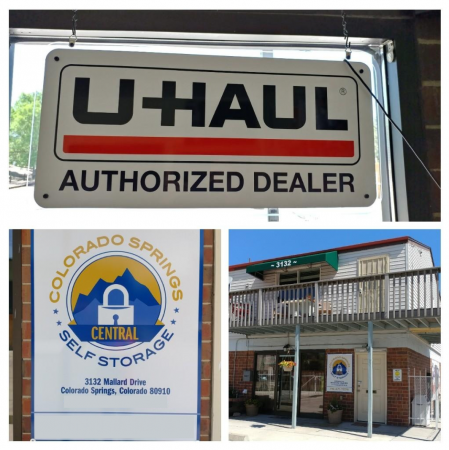 U-HAUL®
AUTHORIZED DEALER
COLORADO SPRINGS
CENTRAL
SELF STORAGE
3132 Mallard Drive
Colorado Springs, Colorado 80910
~ 3132 ~